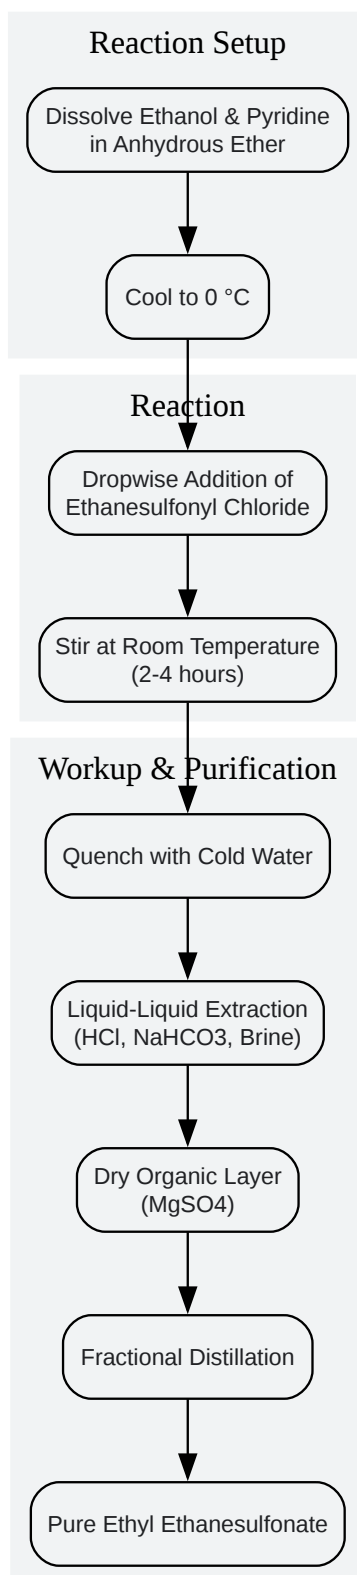 Reaction Setup
Dissolve Ethanol & Pyridine
in Anhydrous Ether
Cool to 0 °C
Reaction
Dropwise Addition of
Ethanesulfonyl Chloride
Stir at Room Temperature
(2-4 hours)
Workup & Purification
Quench with Cold Water
Liquid-Liquid Extraction
(HCl, NaHCO3, Brine)
Dry Organic Layer
(MgSO4)
Fractional Distillation
Pure Ethyl Ethanesulfonate